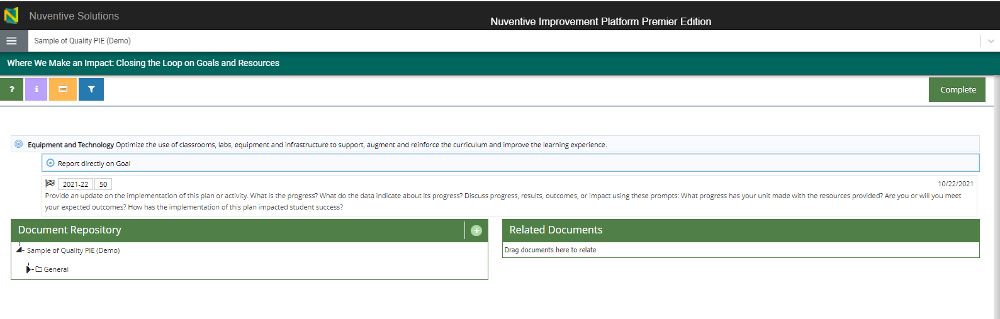 Nuventive Solutions
Nuventive Improvement Platform Premier Edition
Sample of Quality PIE (Demo)
Where We Make an Impact: Closing the Loop on Goals and Resources
? i
Complete
Equipment and Technology Optimize the use of classrooms, labs, equipment and infrastructure to support, augment and reinforce the curriculum and improve the learning experience.
Report directly on Goal
2021-22 50 10/22/2021
Provide an update on the implementation of this plan or activity. What is the progress? What do the data indicate about its progress? Discuss progress, results, outcomes, or impact using these prompts: What progress has your unit made with the resources provided? Are you or will you meet
your expected outcomes? How has the implementation of this plan impacted student success?
Document Repository
Sample of Quality PIE (Demo)
General
Related Documents
Drag documents here to relate